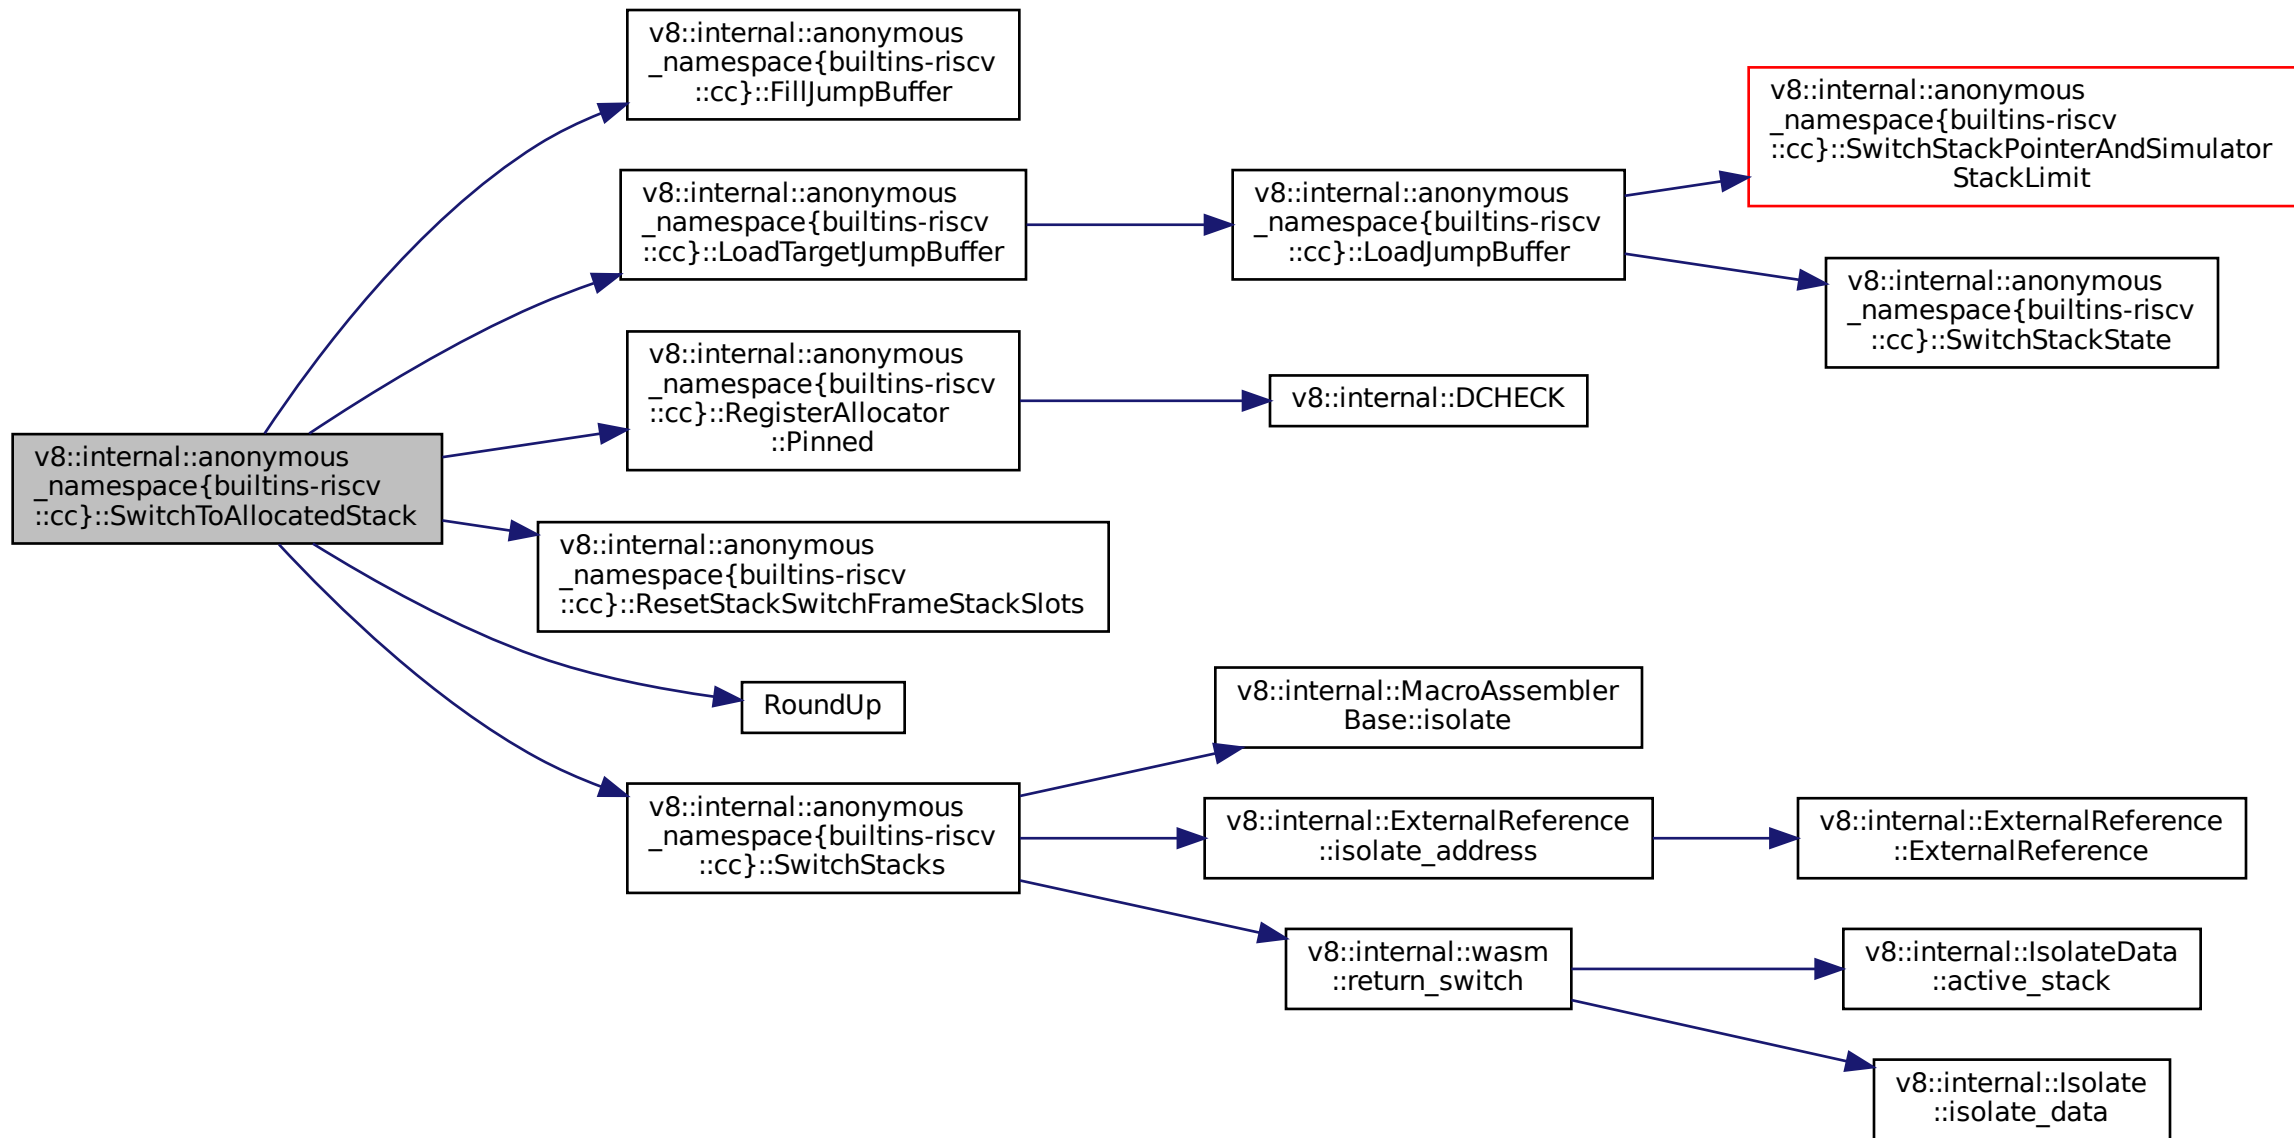 v8::internal::anonymous
_namespace{builtins-riscv
::cc}::SwitchToAllocatedStack
v8::internal::anonymous
_namespace{builtins-riscv
::cc}::FillJumpBuffer
v8::internal::anonymous
_namespace{builtins-riscv
::cc}::LoadTargetJumpBuffer
v8::internal::anonymous
_namespace{builtins-riscv
::cc}::LoadJumpBuffer
v8::internal::anonymous
_namespace{builtins-riscv
::cc}::SwitchStackPointerAndSimulator
StackLimit
v8::internal::anonymous
_namespace{builtins-riscv
::cc}::SwitchStackState
v8::internal::anonymous
_namespace{builtins-riscv
::cc}::RegisterAllocator
::Pinned
v8::internal::DCHECK
v8::internal::anonymous
_namespace{builtins-riscv
::cc}::ResetStackSwitchFrameStackSlots
RoundUp
v8::internal::anonymous
_namespace{builtins-riscv
::cc}::SwitchStacks
v8::internal::MacroAssembler
Base::isolate
v8::internal::ExternalReference
::isolate_address
v8::internal::ExternalReference
::ExternalReference
v8::internal::wasm
::return_switch
v8::internal::IsolateData
::active_stack
v8::internal::Isolate
::isolate_data